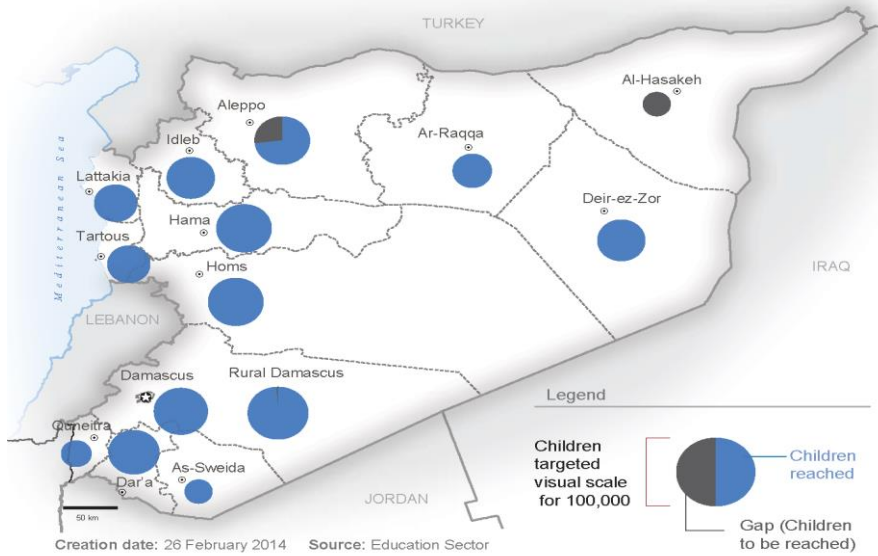 TURKEY
Al-Hasakeh
Aleppo
Ar-Raqqa
Idleb
Lattakia
Deir-ez-Zor
Hama
Tartous
Mediterranean Sea
Homs
IRAQ
LEBANON
Damascus
Rural Damascus
Quneitra
As-Sweida
Dar'a
50 km
JORDAN
Legend
Children
targeted
visual scale
for 100,000
Children
reached
Gap (Children
to be reached)
Creation date: 26 February 2014 Source: Education Sector